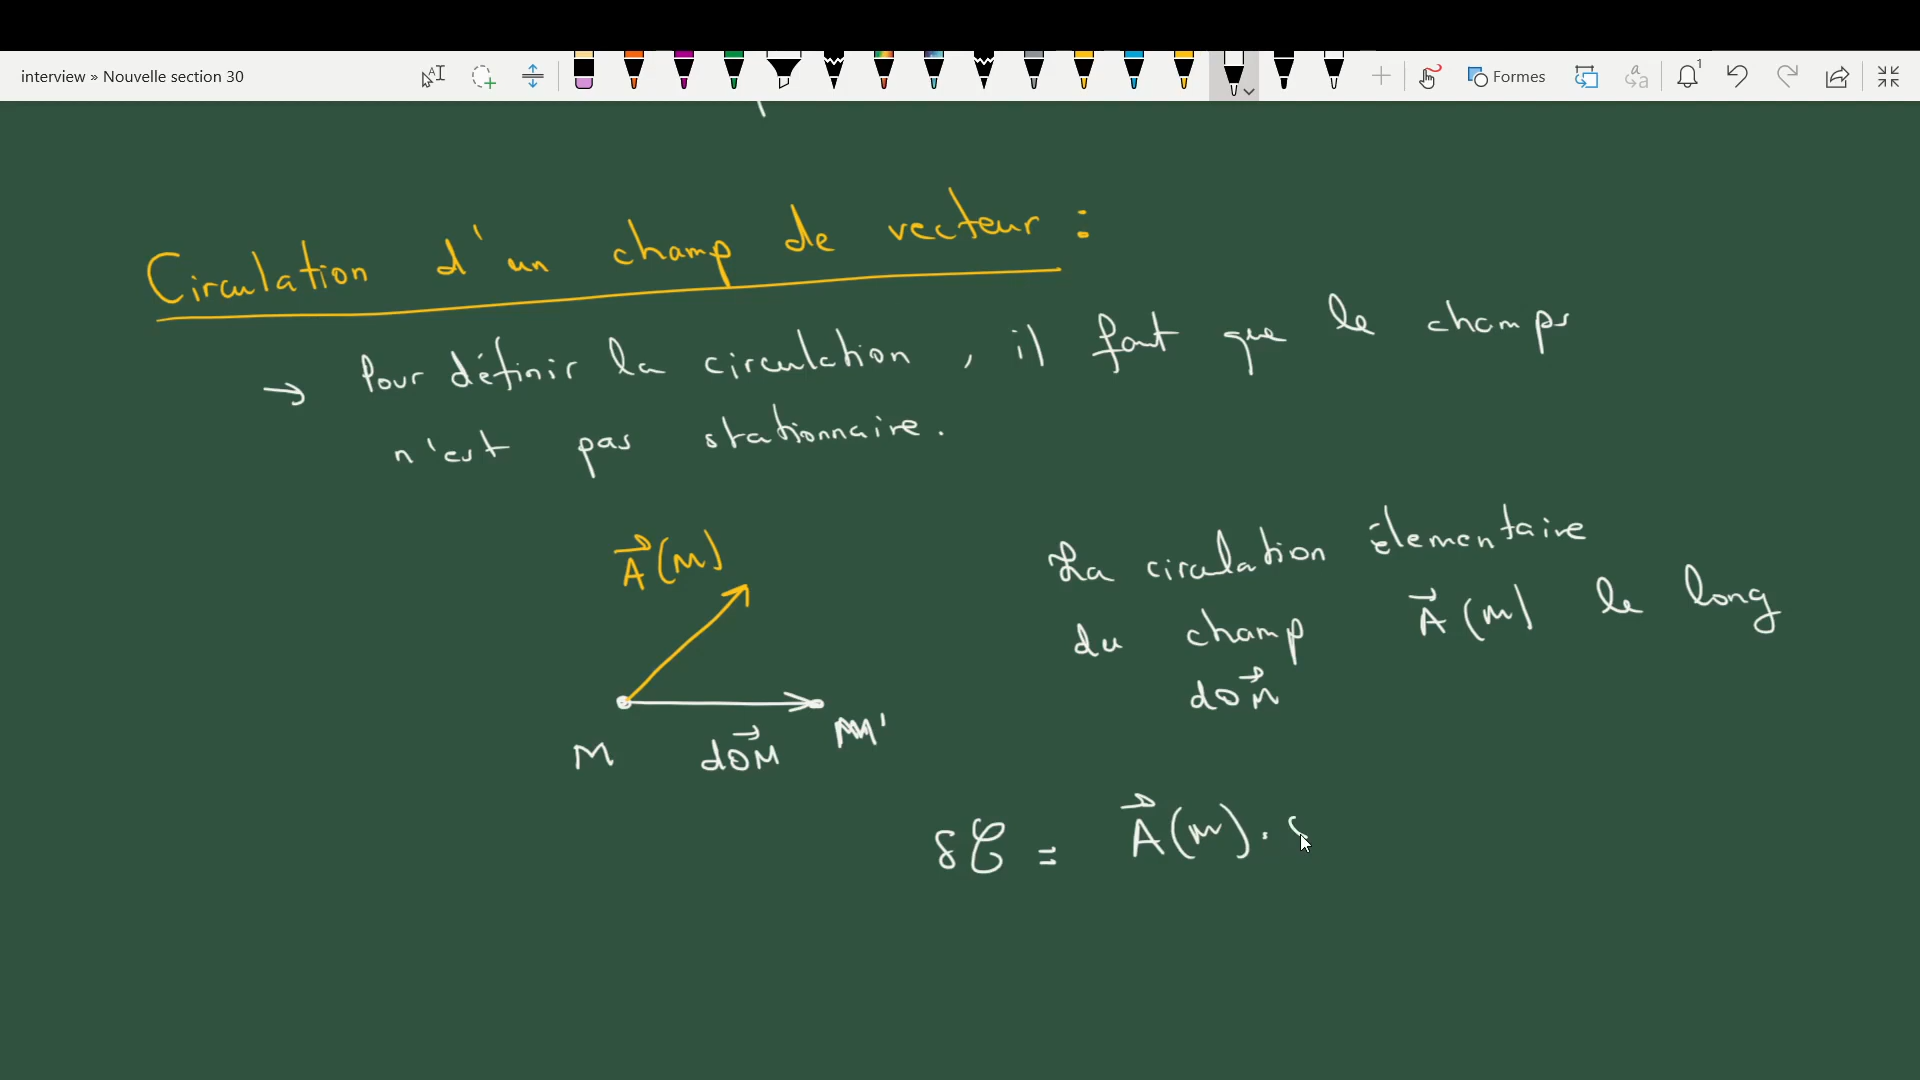 interview » Nouvelle section 30
Formes
1
Circulation d'un champ de vecteur :
→ Pour définir la circulation, il faut que le champs
n'est pas stationnaire.
A⃗(M)
M dOM⃗ M'
La circulation élementaire
du champ A⃗(M) le long
dOM⃗
δC = A⃗(M) .